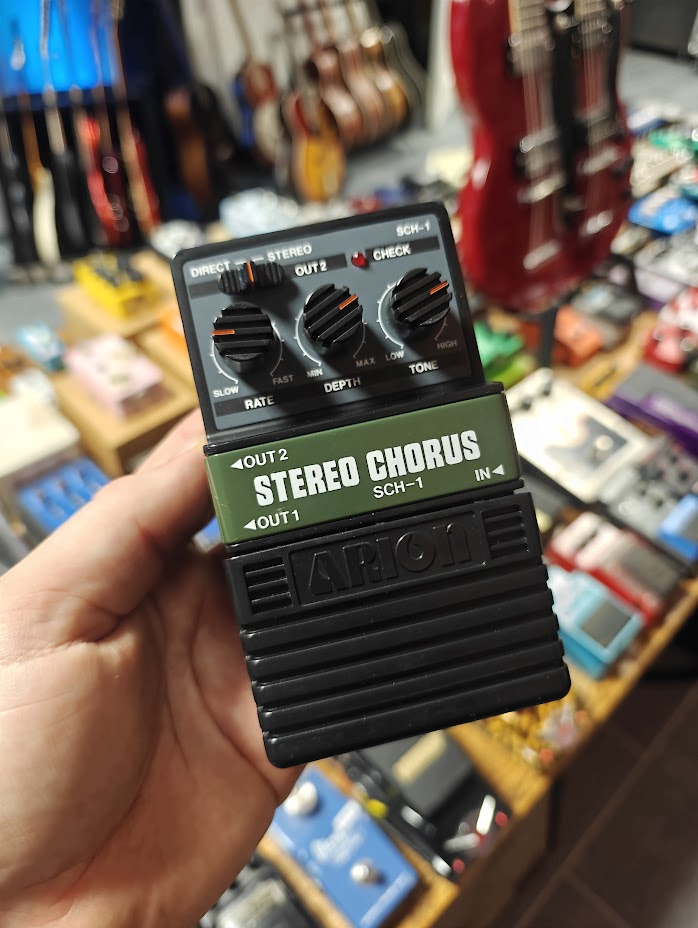 SCH-1
DIRECT STEREO
OUT 2
CHECK
SLOW FAST
RATE
MIN MAX
DEPTH
LOW HIGH
TONE
OUT 2
STEREO CHORUS
SCH-1
IN
OUT 1
ARION